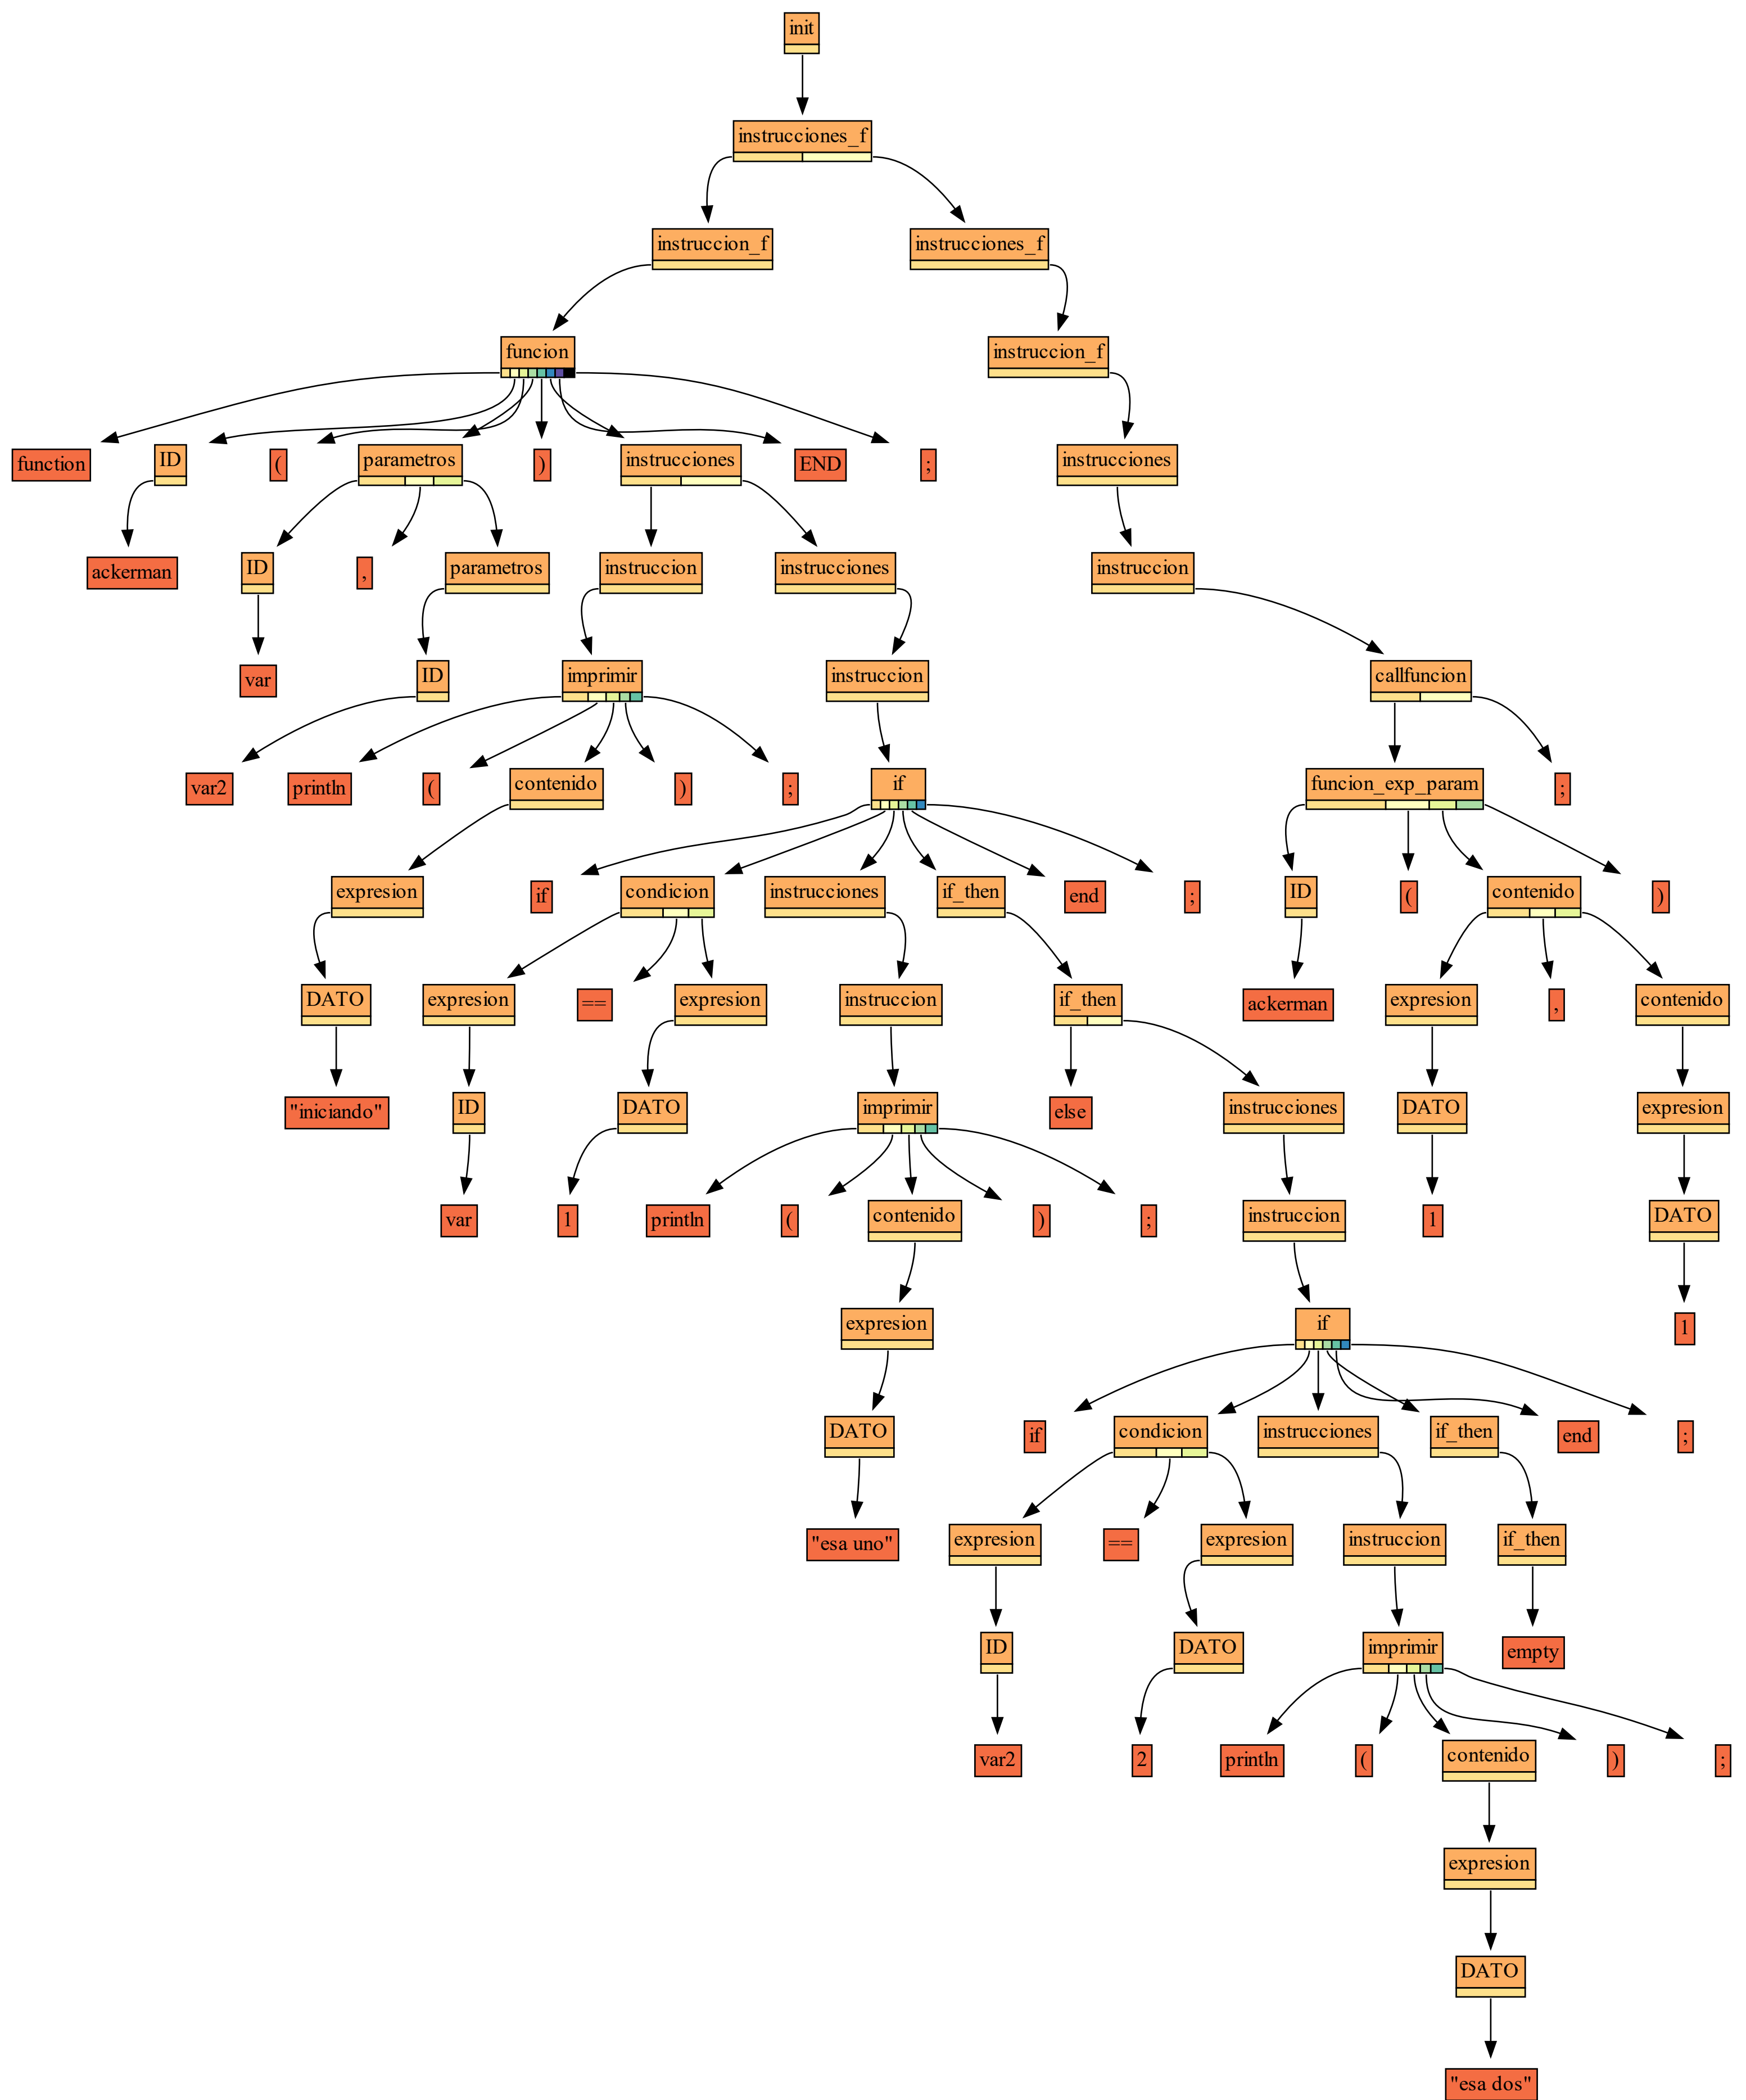 init
instrucciones_f
instruccion_f instrucciones_f
funcion instruccion_f
function ID ( parametros ) instrucciones END ; instrucciones
ackerman ID , parametros instruccion instrucciones instruccion
var ID imprimir instruccion callfuncion
var2 println ( contenido ) ; if funcion_exp_param ;
expresion if condicion instrucciones if_then end ; ID ( contenido )
DATO expresion == expresion instruccion if_then ackerman expresion , contenido
"iniciando" ID DATO imprimir else instrucciones DATO expresion
var 1 println ( contenido ) ; instruccion 1 DATO
expresion if 1
DATO if condicion instrucciones if_then end ;
"esa uno" expresion == expresion instruccion if_then
ID DATO imprimir empty
var2 2 println ( contenido ) ;
expresion
DATO
"esa dos"